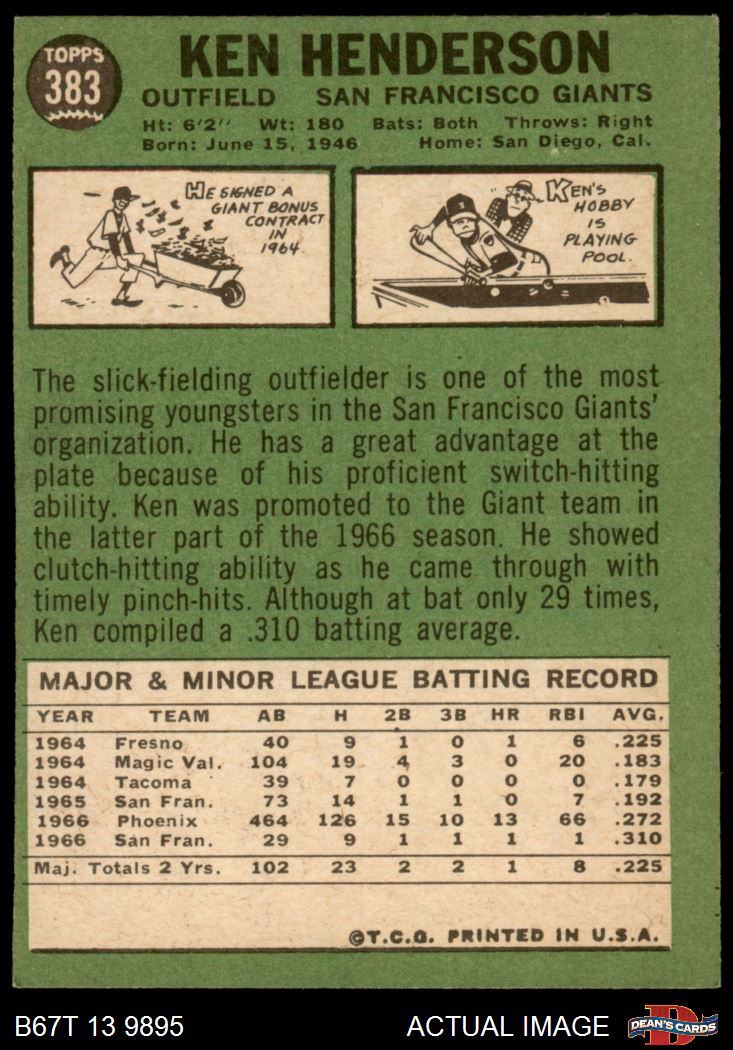 TOPPS
383
KEN HENDERSON
OUTFIELD SAN FRANCISCO GIANTS
Ht: 6'2" Wt: 180 Bats: Both Throws: Right
Born: June 15, 1946 Home: San Diego, Cal.
HE SIGNED A
GIANT BONUS
CONTRACT
IN
1964.
KEN'S
HOBBY
IS
PLAYING
POOL.
The slick-fielding outfielder is one of the most
promising youngsters in the San Francisco Giants'
organization. He has a great advantage at the
plate because of his proficient switch-hitting
ability. Ken was promoted to the Giant team in
the latter part of the 1966 season. He showed
clutch-hitting ability as he came through with
timely pinch-hits. Although at bat only 29 times,
Ken compiled a .310 batting average.
MAJOR & MINOR LEAGUE BATTING RECORD
YEAR TEAM AB H 2B 3B HR RBI AVG.
1964 Fresno 40 9 1 0 1 6 .225
1964 Magic Val. 104 19 4 3 0 20 .183
1964 Tacoma 39 7 0 0 0 0 .179
1965 San Fran. 73 14 1 1 0 7 .192
1966 Phoenix 464 126 15 10 13 66 .272
1966 San Fran. 29 9 1 1 1 1 .310
Maj. Totals 2 Yrs. 102 23 2 2 1 8 .225
©T.C.G. PRINTED IN U.S.A.
B67T 13 9895 ACTUAL IMAGE
D
DEAN'S CARDS